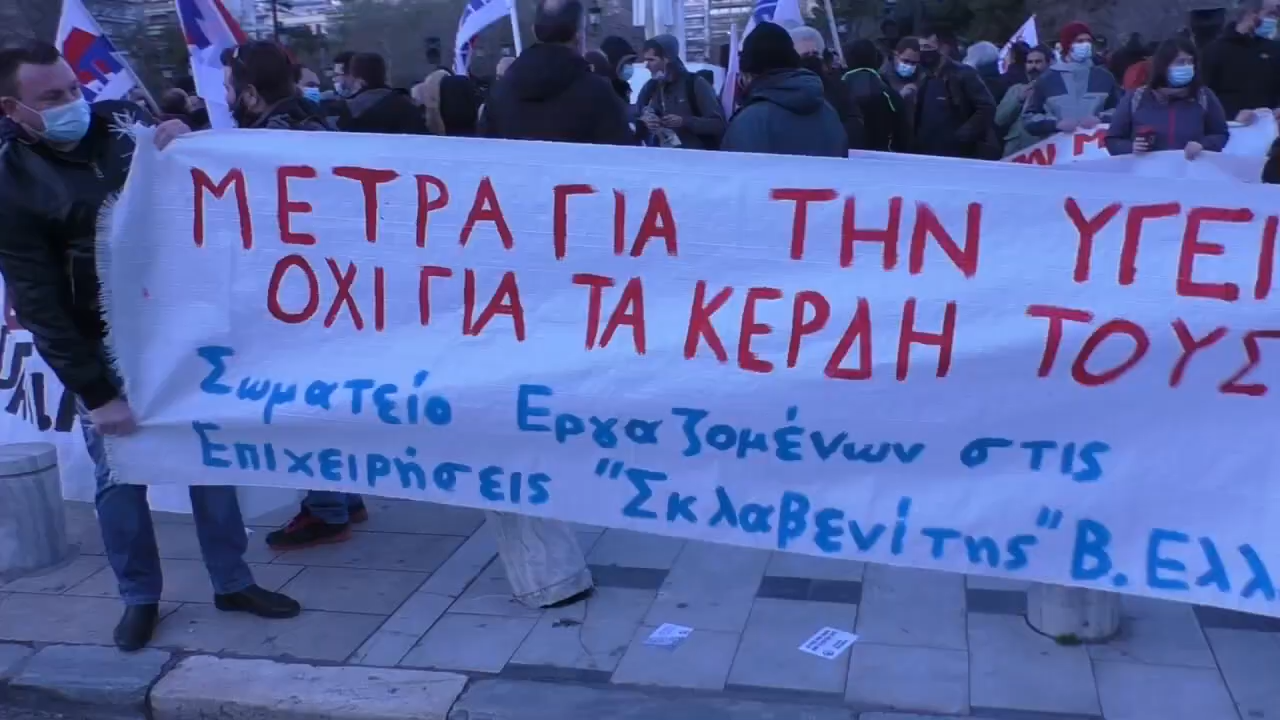 ΜΕΤΡΑ ΓΙΑ ΤΗΝ ΥΓΕΙ
ΟΧΙ ΓΙΑ ΤΑ ΚΕΡΔΗ ΤΟΥΣ
Σωματείο Εργαζομένων στις
Επιχειρήσεις "Σκλαβενίτης" Β. Ελλ